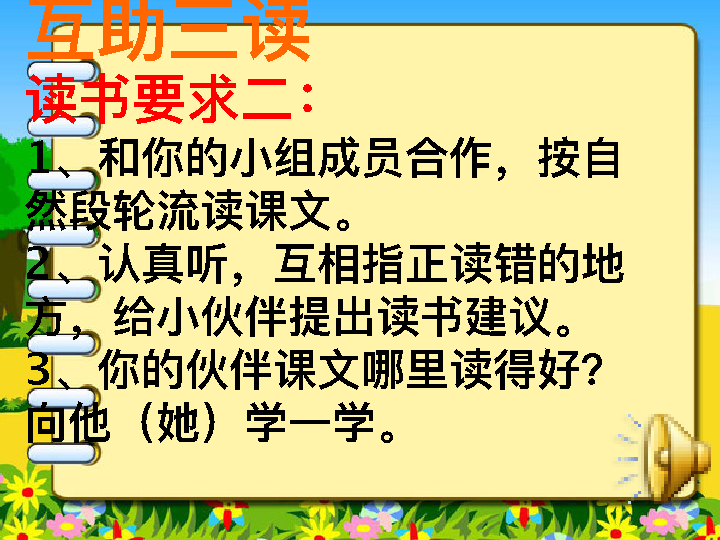 互助三读
读书要求二：
1、和你的小组成员合作，按自
然段轮流读课文。
2、认真听，互相指正读错的地
方，给小伙伴提出读书建议。
3、你的伙伴课文哪里读得好？
向他（她）学一学。